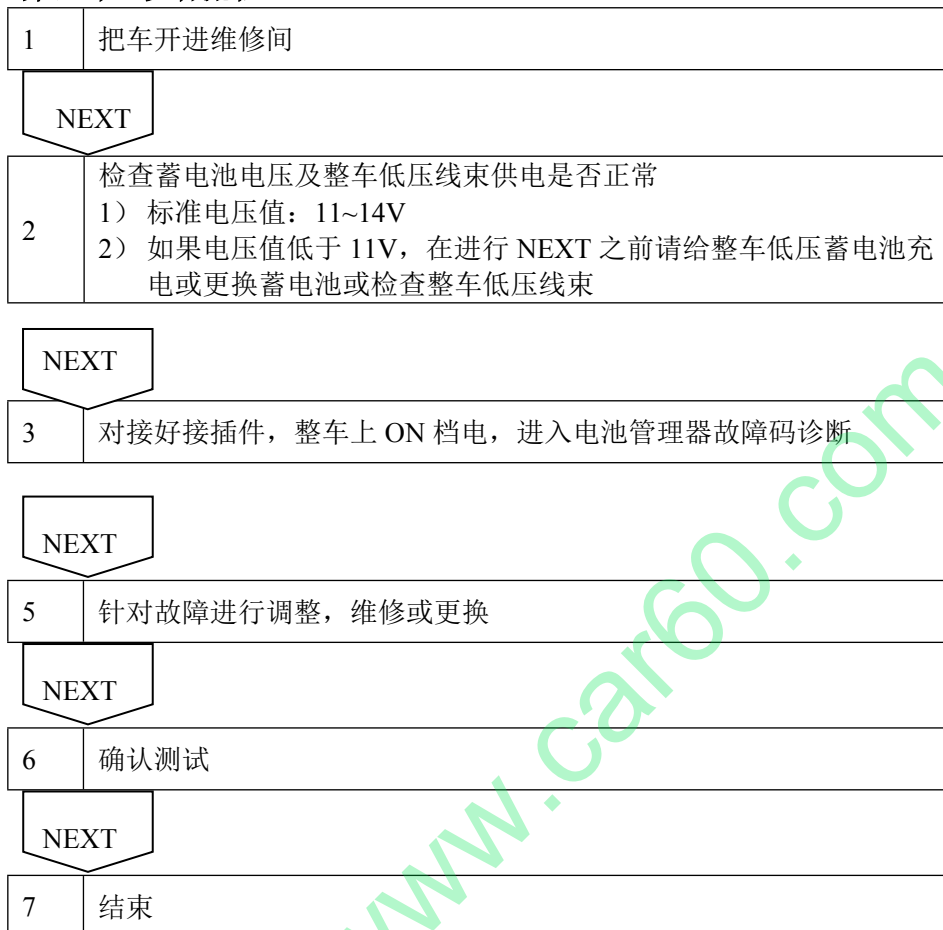 1 把车开进维修间
NEXT
2 检查蓄电池电压及整车低压线束供电是否正常
1） 标准电压值：11~14V
2） 如果电压值低于 11V，在进行 NEXT 之前请给整车低压蓄电池充
电或更换蓄电池或检查整车低压线束
NEXT
3 对接好接插件，整车上 ON 档电，进入电池管理器故障码诊断
NEXT
5 针对故障进行调整，维修或更换
NEXT
6 确认测试
NEXT
7 结束
www.car60.com